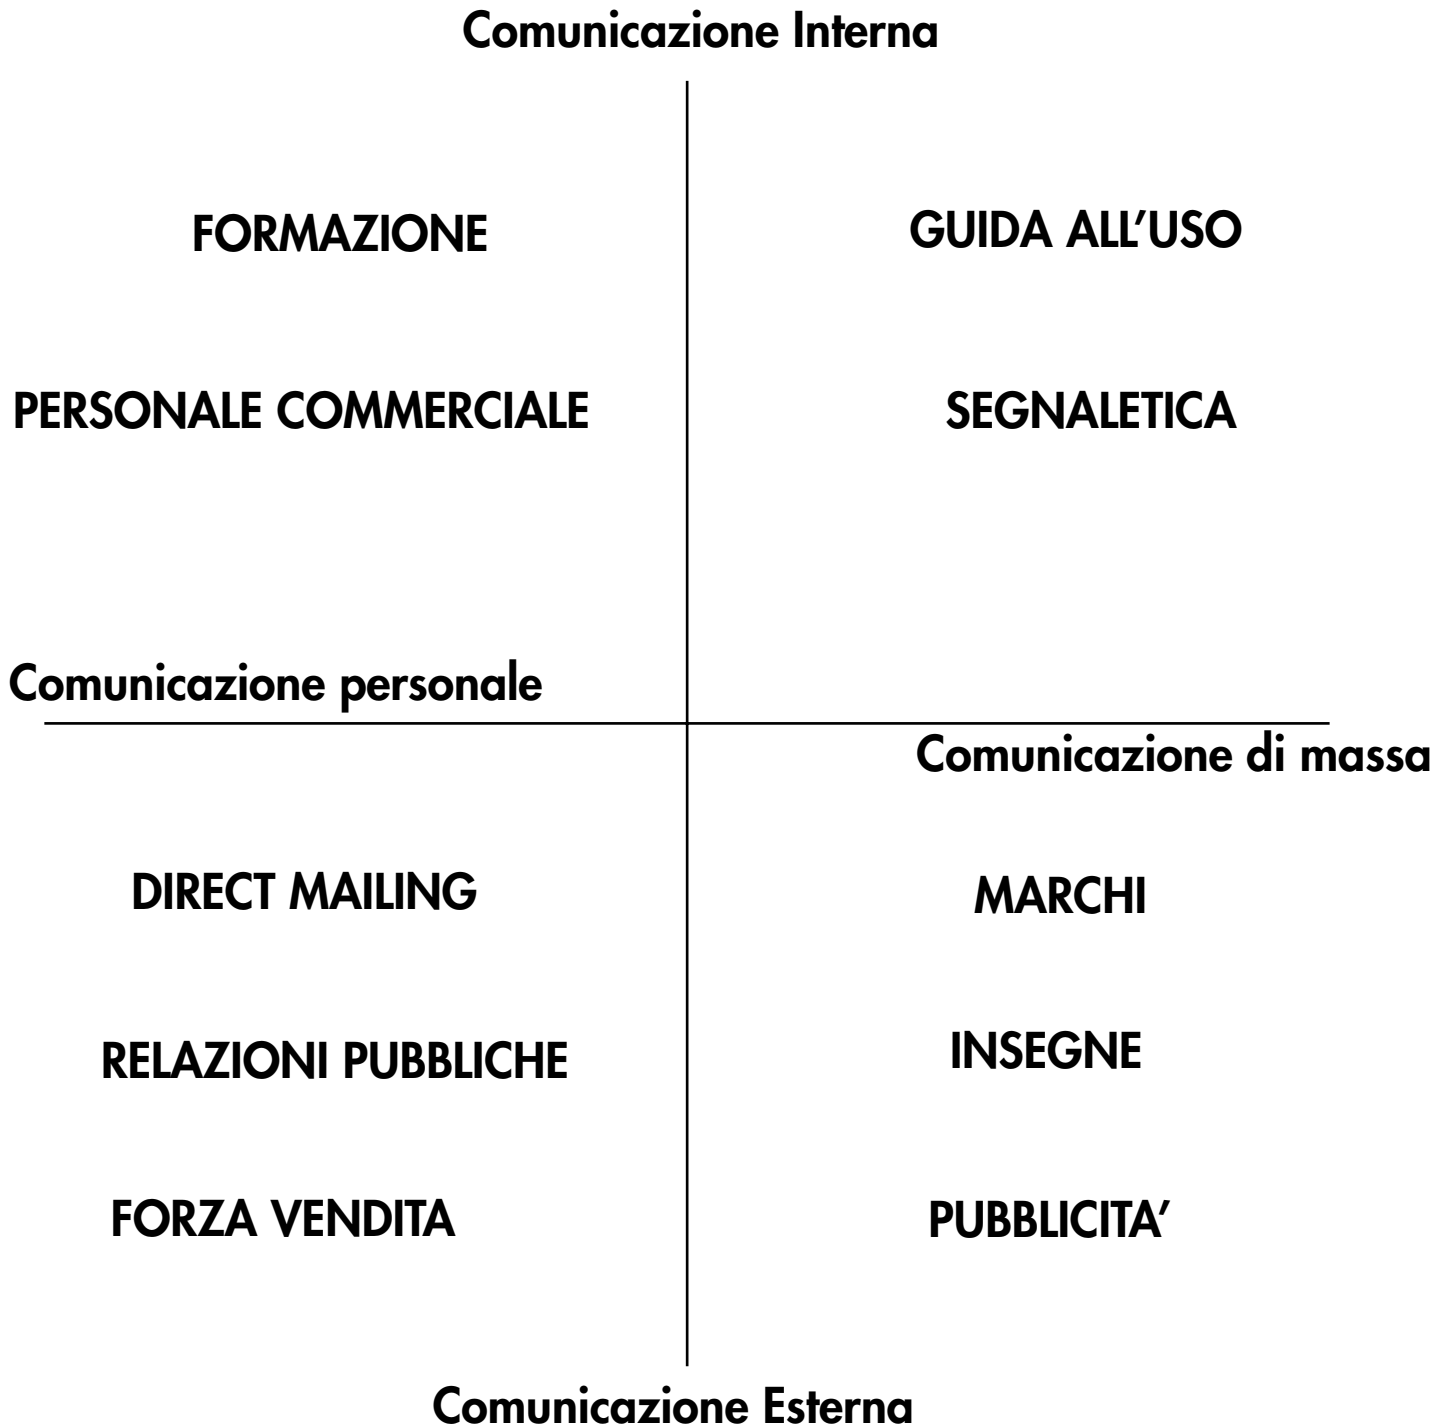 Comunicazione Interna
FORMAZIONE
GUIDA ALL’USO
PERSONALE COMMERCIALE
SEGNALETICA
Comunicazione personale
Comunicazione di massa
DIRECT MAILING
MARCHI
RELAZIONI PUBBLICHE
INSEGNE
FORZA VENDITA
PUBBLICITA’
Comunicazione Esterna